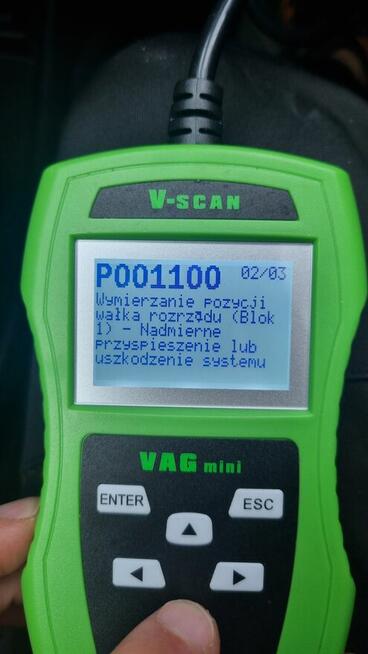 V-SCAN
P001100 02/03
Wymierzanie pozycji
wałka rozrządu (Blok
1) - Nadmierne
przyspieszenie lub
uszkodzenie systemu
VAG mini
ENTER
ESC